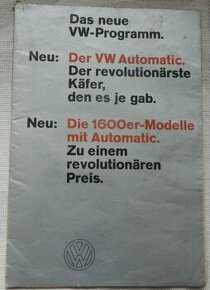 Das neue
VW-Programm.
Neu: Der VW Automatic.
Der revolutionärste
Käfer,
den es je gab.
Neu: Die 1600er-Modelle
mit Automatic.
Zu einem
revolutionären
Preis.
VW